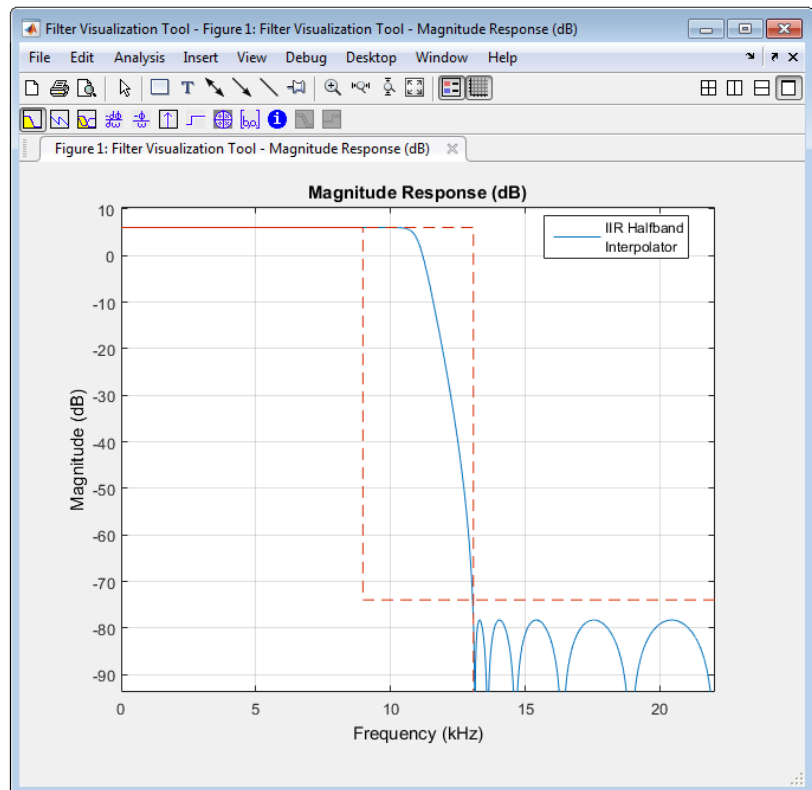 Filter Visualization Tool - Figure 1: Filter Visualization Tool - Magnitude Response (dB)
File Edit Analysis Insert View Debug Desktop Window Help
Figure 1: Filter Visualization Tool - Magnitude Response (dB)
Magnitude Response (dB)
IIR Halfband
Interpolator
10
0
-10
-20
-30
-40
-50
-60
-70
-80
-90
Magnitude (dB)
0 5 10 15 20
Frequency (kHz)